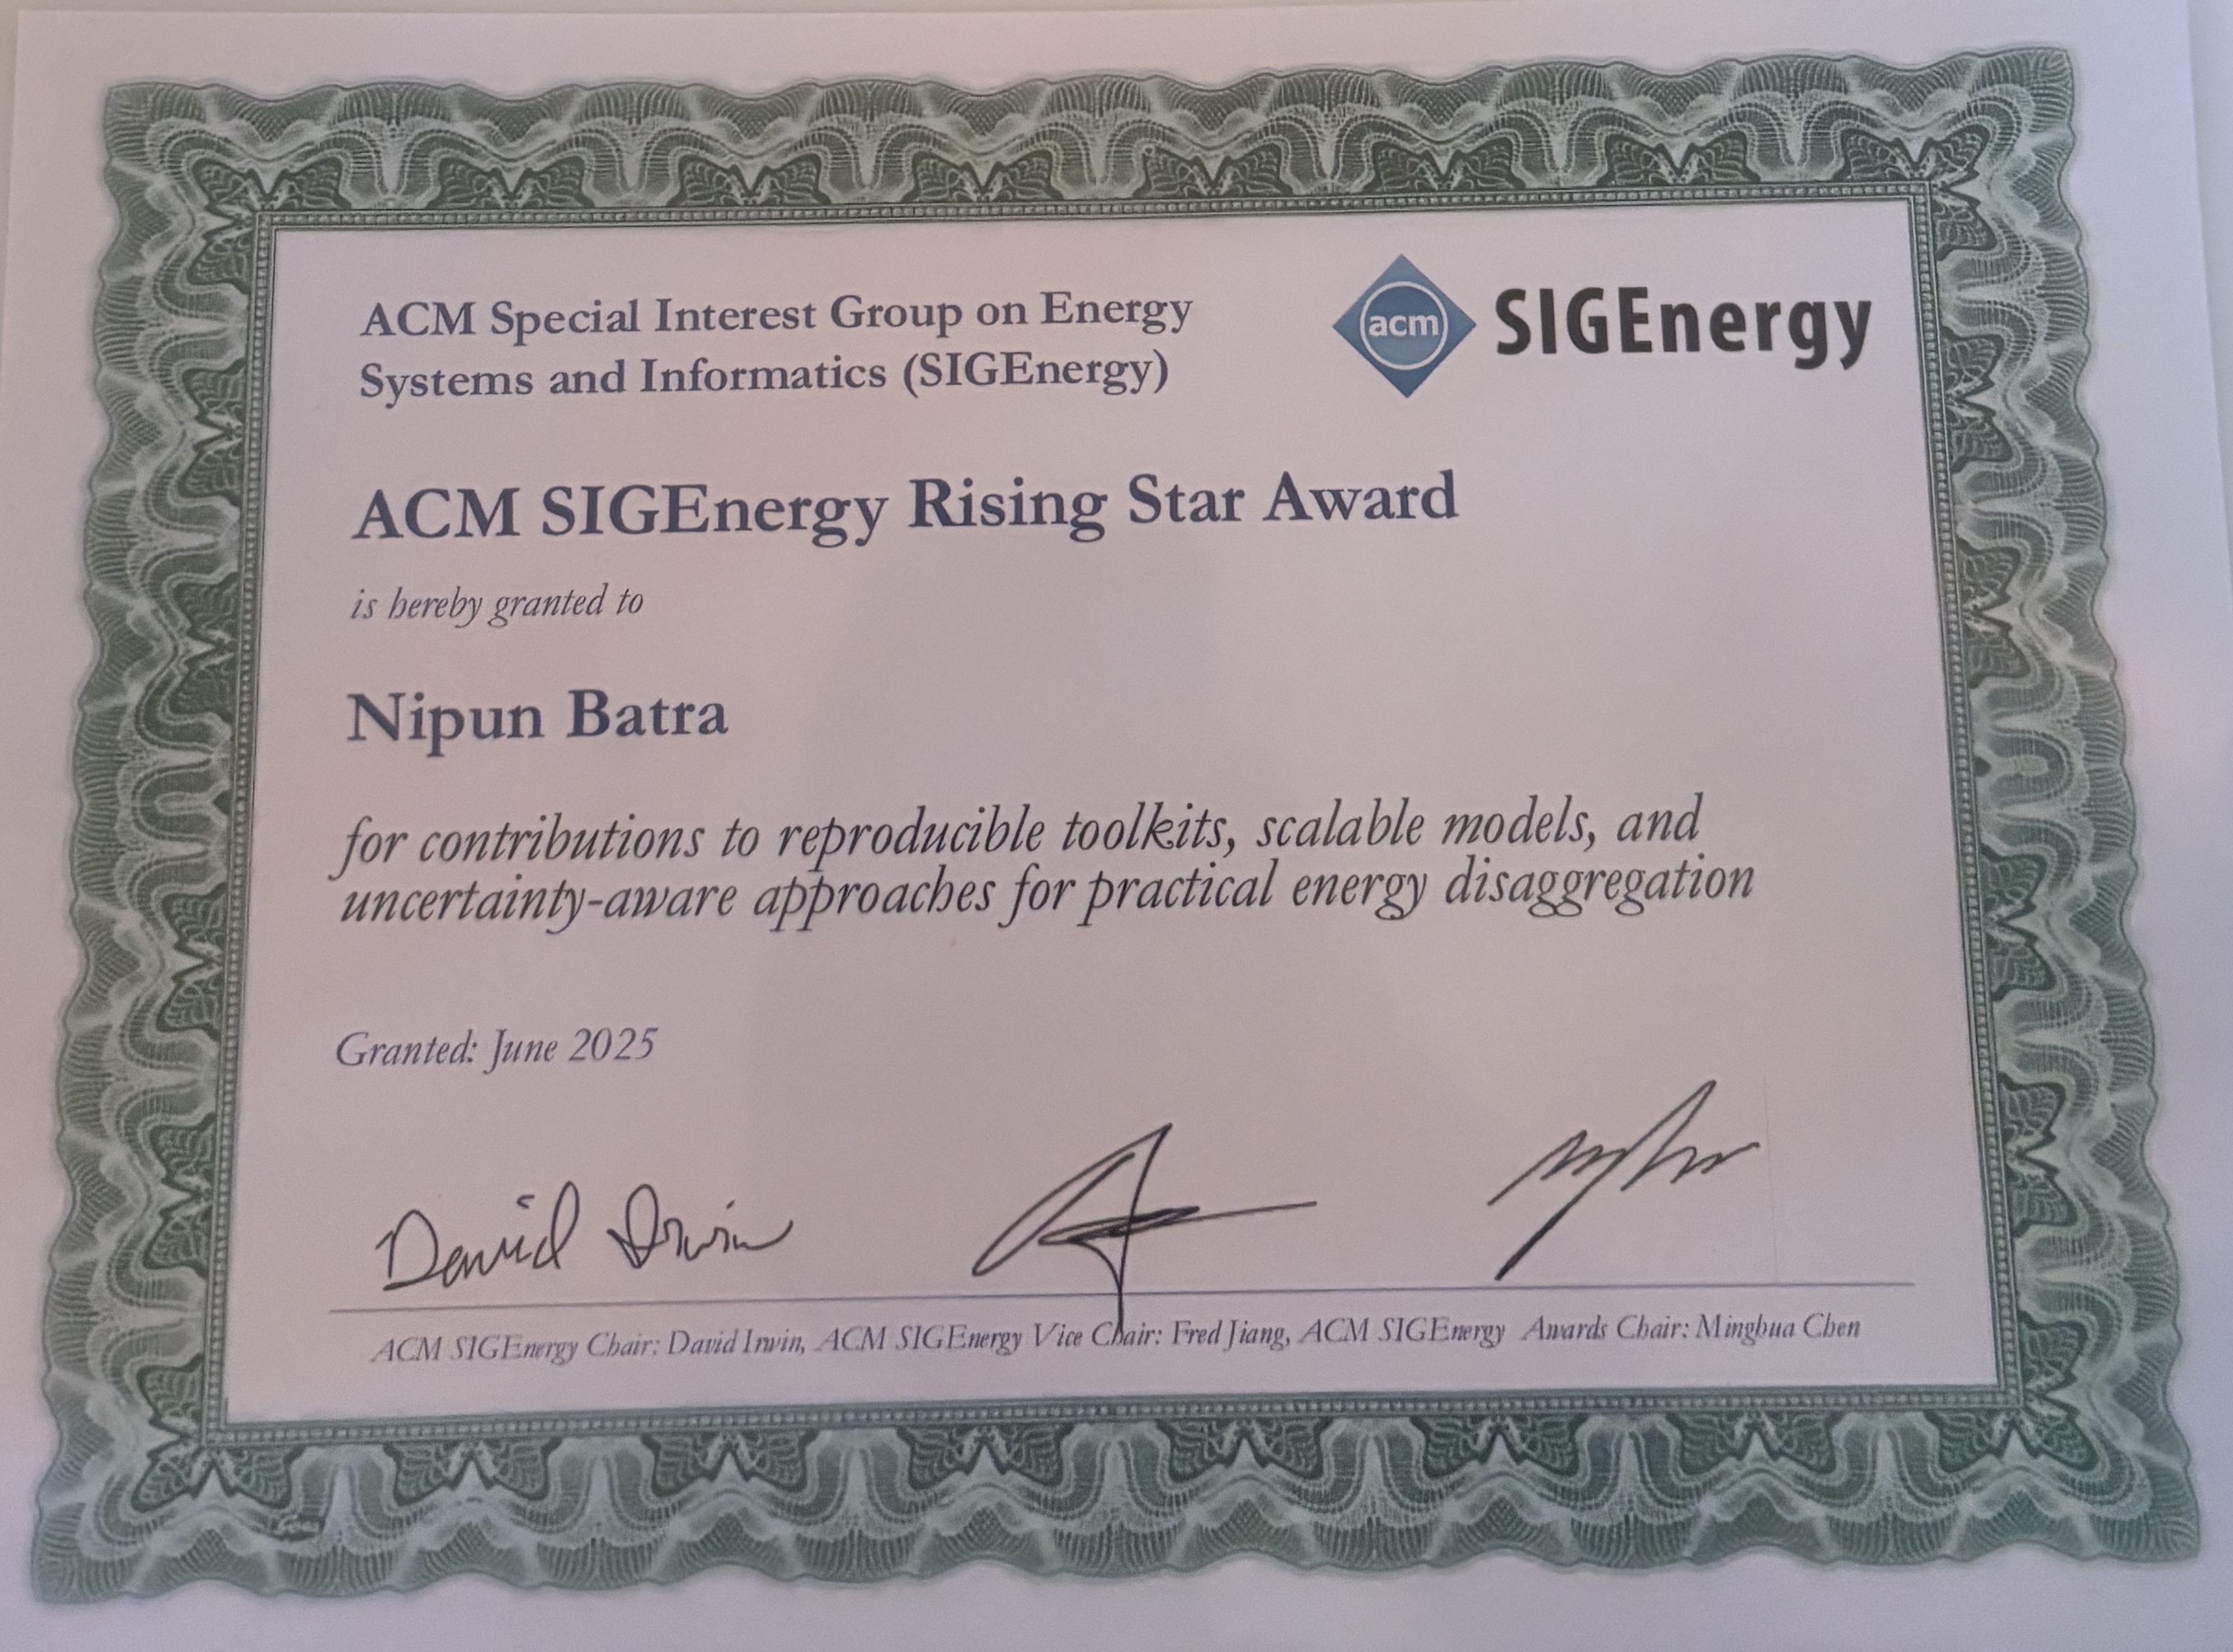 ACM Special Interest Group on Energy
Systems and Informatics (SIGEnergy)
acm SIGEnergy
ACM SIGEnergy Rising Star Award
is hereby granted to
Nipun Batra
for contributions to reproducible toolkits, scalable models, and
uncertainty-aware approaches for practical energy disaggregation
Granted: June 2025
David Irwin
ACM SIGEnergy Chair: David Irwin, ACM SIGEnergy Vice Chair: Fred Jiang, ACM SIGEnergy Awards Chair: Minghua Chen